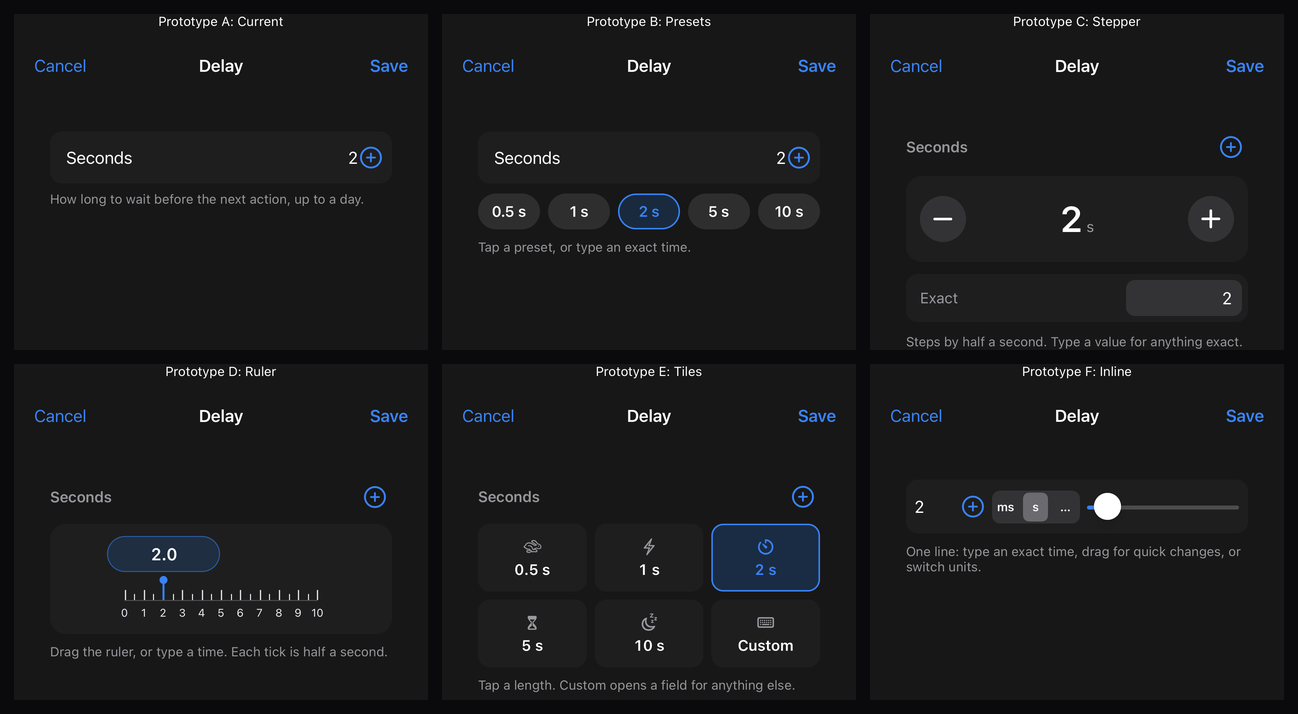 Prototype A: Current
Cancel Delay Save
Seconds 2
How long to wait before the next action, up to a day.
Prototype B: Presets
Cancel Delay Save
Seconds 2
0.5 s 1 s 2 s 5 s 10 s
Tap a preset, or type an exact time.
Prototype C: Stepper
Cancel Delay Save
Seconds
2 s
Exact 2
Steps by half a second. Type a value for anything exact.
Prototype D: Ruler
Cancel Delay Save
Seconds
2.0
0 1 2 3 4 5 6 7 8 9 10
Drag the ruler, or type a time. Each tick is half a second.
Prototype E: Tiles
Cancel Delay Save
Seconds
0.5 s 1 s 2 s
5 s 10 s Custom
Tap a length. Custom opens a field for anything else.
Prototype F: Inline
Cancel Delay Save
2 ms s ...
One line: type an exact time, drag for quick changes, or
switch units.